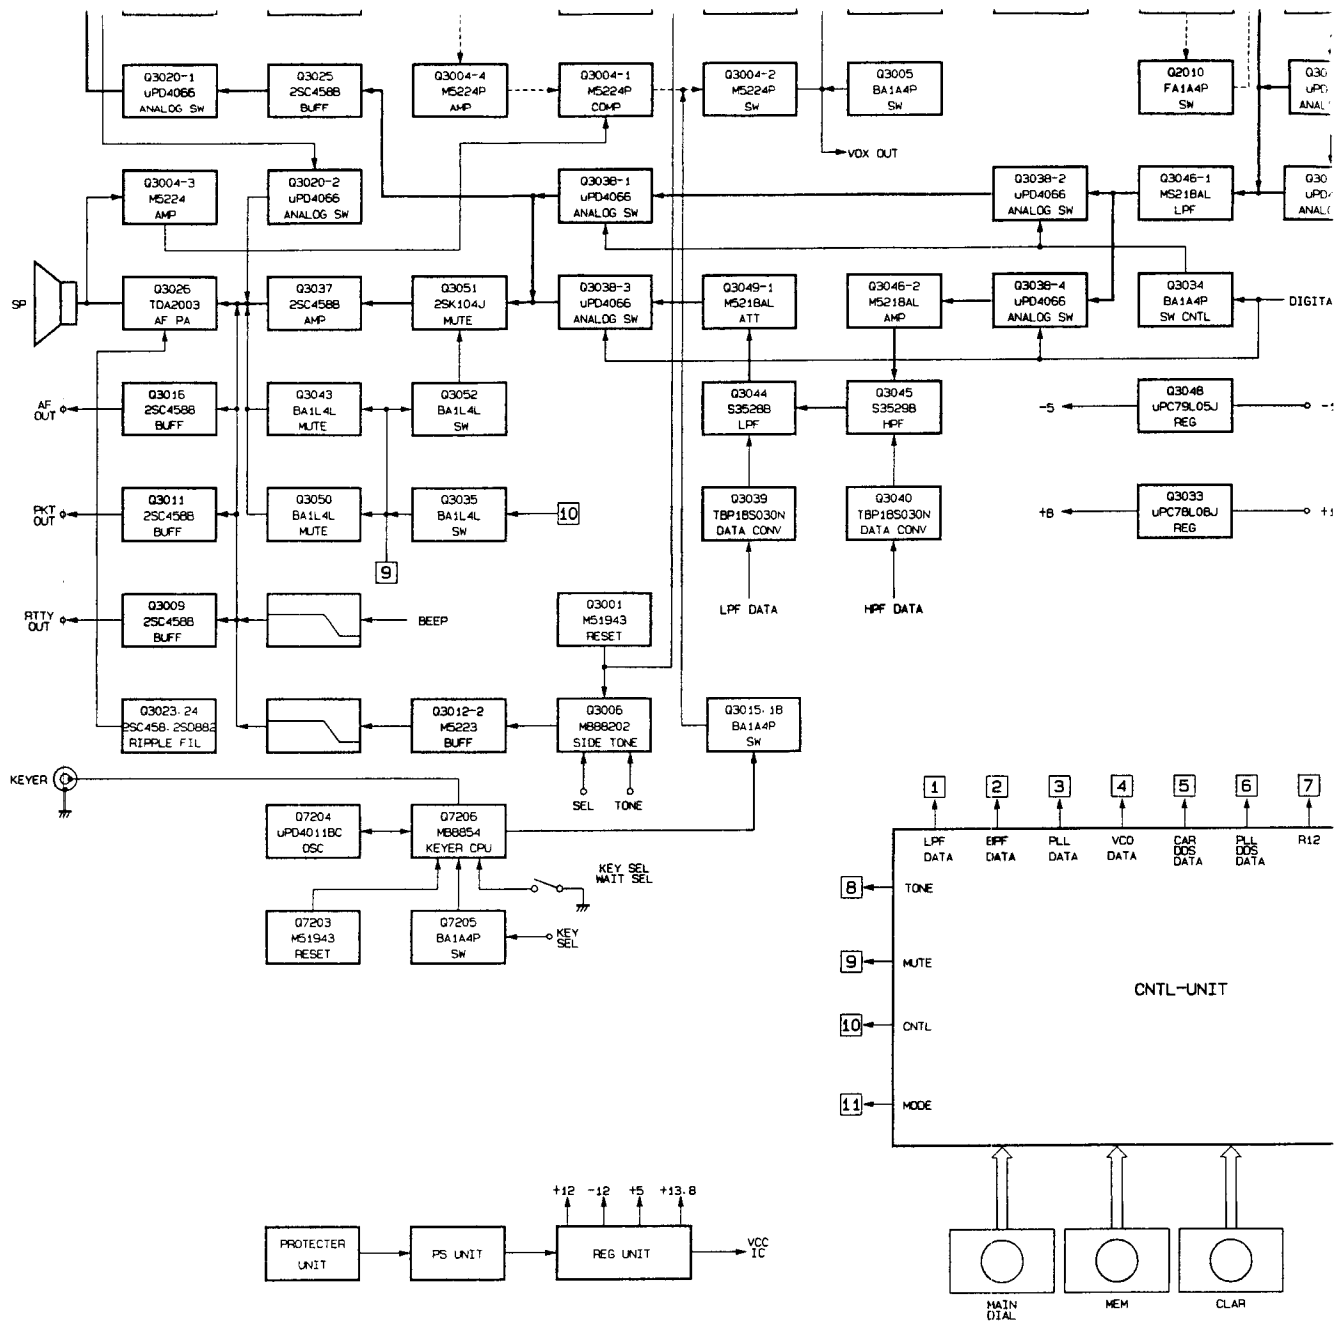 Q3020-1
uPD4066
ANALOG SW
Q3025
2SC458B
BUFF
Q3004-4
M5224P
AMP
Q3004-1
M5224P
COMP
Q3004-2
M5224P
SW
Q3005
BA1A4P
SW
Q2010
FA1A4P
SW
VOX OUT
Q3004-3
M5224
AMP
Q3020-2
uPD4066
ANALOG SW
Q3038-1
uPD4066
ANALOG SW
Q3038-2
uPD4066
ANALOG SW
Q3046-1
MS218AL
LPF
SP
Q3026
TDA2003
AF PA
Q3037
2SC458B
AMP
Q3051
2SK104J
MUTE
Q3038-3
uPD4066
ANALOG SW
Q3049-1
M5218AL
ATT
Q3046-2
M5218AL
AMP
Q3038-4
uPD4066
ANALOG SW
Q3034
BA1A4P
SW CNTL
DIGITA
AF
OUT
Q3016
2SC458B
BUFF
Q3043
BA1L4L
MUTE
Q3052
BA1L4L
SW
Q3044
S3528B
LPF
Q3045
S3529B
HPF
-5
Q3048
uPC79L05J
REG
PKT
OUT
Q3011
2SC458B
BUFF
Q3050
BA1L4L
MUTE
Q3035
BA1L4L
SW
10
Q3039
TBP18S030N
DATA CONV
Q3040
TBP18S030N
DATA CONV
+8
Q3033
uPC78L08J
REG
9
LPF DATA
HPF DATA
RTTY
OUT
Q3009
2SC458B
BUFF
BEEP
Q3001
M51943
RESET
Q3023.24
2SC458.2SD882
RIPPLE FIL
Q3012-2
M5223
BUFF
Q3006
MB88202
SIDE TONE
Q3015.18
BA1A4P
SW
KEYER
SEL
TONE
Q7204
uPD4011BC
OSC
Q7206
MB8854
KEYER CPU
KEY SEL
WAIT SEL
Q7203
M51943
RESET
Q7205
BA1A4P
SW
KEY
SEL
1
2
3
4
5
6
7
LPF
DATA
BPF
DATA
PLL
DATA
VCO
DATA
CAR
DDS
DATA
PLL
DDS
DATA
R12
8
TONE
9
MUTE
CNTL-UNIT
10
CNTL
11
MODE
+12
-12
+5
+13.8
PROTECTER
UNIT
PS UNIT
REG UNIT
VCC
IC
MAIN
DIAL
MEM
CLAR